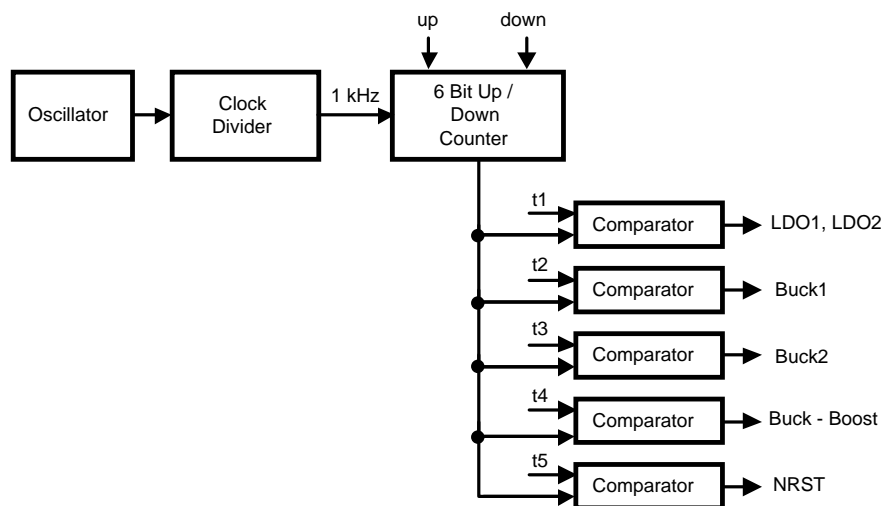 up
down
Oscillator
Clock
Divider
1 kHz
6 Bit Up /
Down
Counter
t1
Comparator
LDO1, LDO2
t2
Comparator
Buck1
t3
Comparator
Buck2
t4
Comparator
Buck - Boost
t5
Comparator
NRST